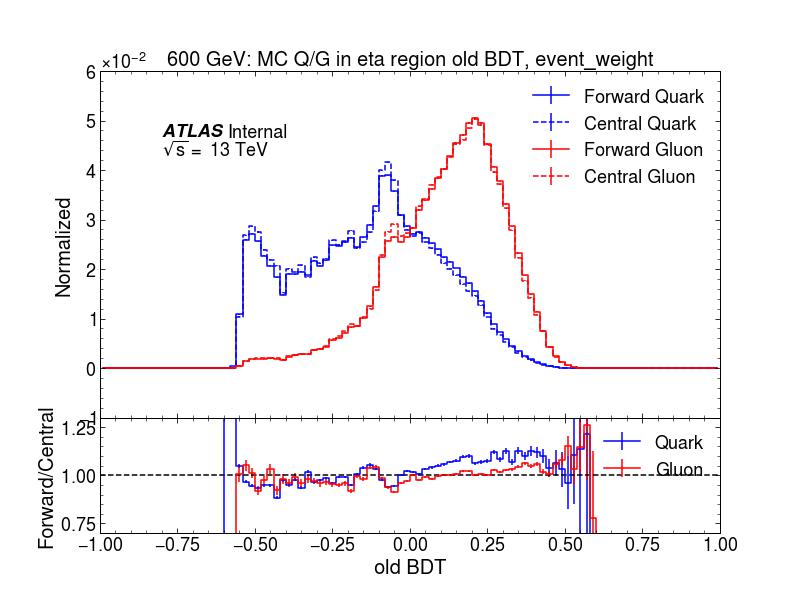 ×10⁻² 600 GeV: MC Q/G in eta region old BDT, event_weight
6
5
4
3
2
1
0
−1
Normalized
ATLAS Internal
√s = 13 TeV
Forward Quark
Central Quark
Forward Gluon
Central Gluon
1.25
1.00
0.75
Forward/Central
Quark
Gluon
−1.00 −0.75 −0.50 −0.25 0.00 0.25 0.50 0.75 1.00
old BDT